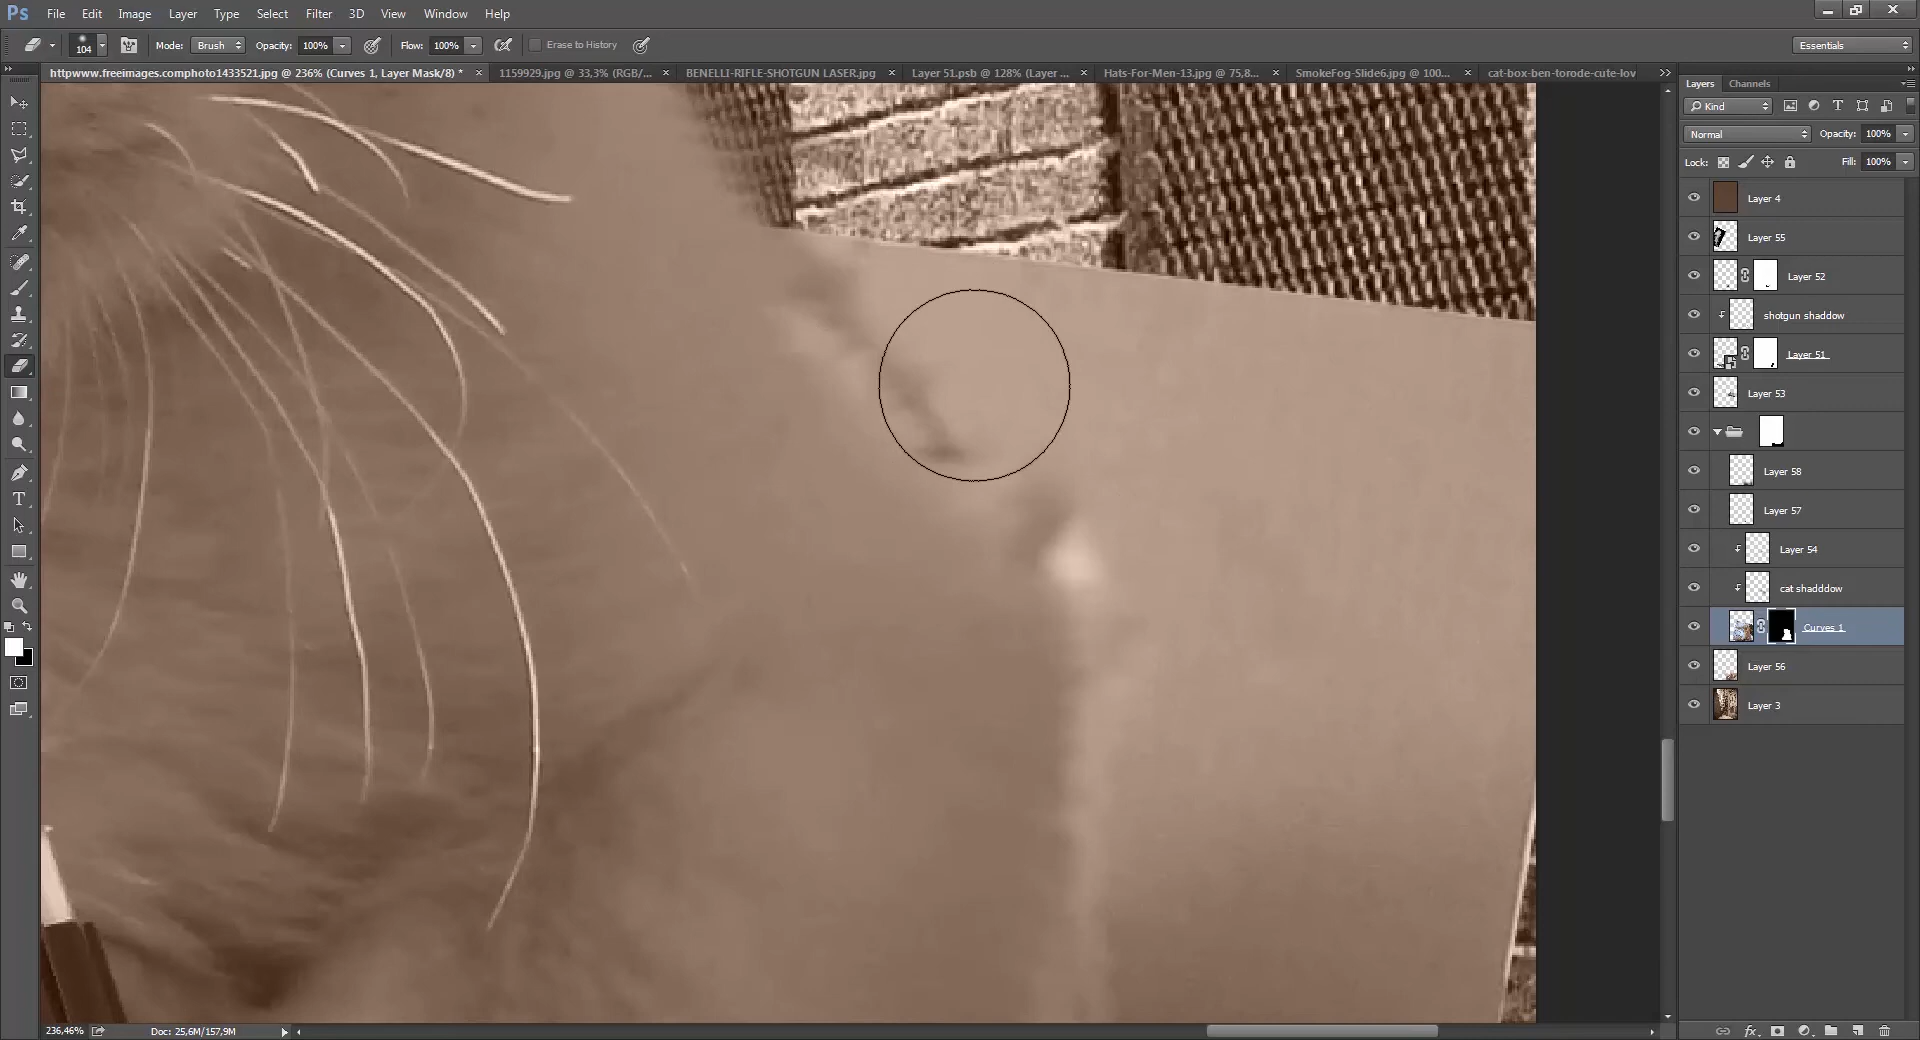 Ps File Edit Image Layer Type Select Filter 3D View Window Help
104 Mode: Brush Opacity: 100% Flow: 100% Erase to History Essentials
httpwww.freeimages.comphoto1433521.jpg @ 236% (Curves 1, Layer Mask/8) * × 1159929.jpg @ 33,3% (RGB/... × BENELLI-RIFLE-SHOTGUN LASER.jpg × Layer 51.psb @ 128% (Layer ... × Hats-For-Men-13.jpg @ 75,8... × SmokeFog-Slide6.jpg @ 100... × cat-box-ben-torode-cute-lov
Layers Channels
Kind
Normal Opacity: 100%
Lock: Fill: 100%
Layer 4
Layer 55
Layer 52
shotgun shaddow
Layer 51
Layer 53
Layer 58
Layer 57
Layer 54
cat shadddow
Curves 1
Layer 56
Layer 3
236,46% Doc: 25,6M/157,9M